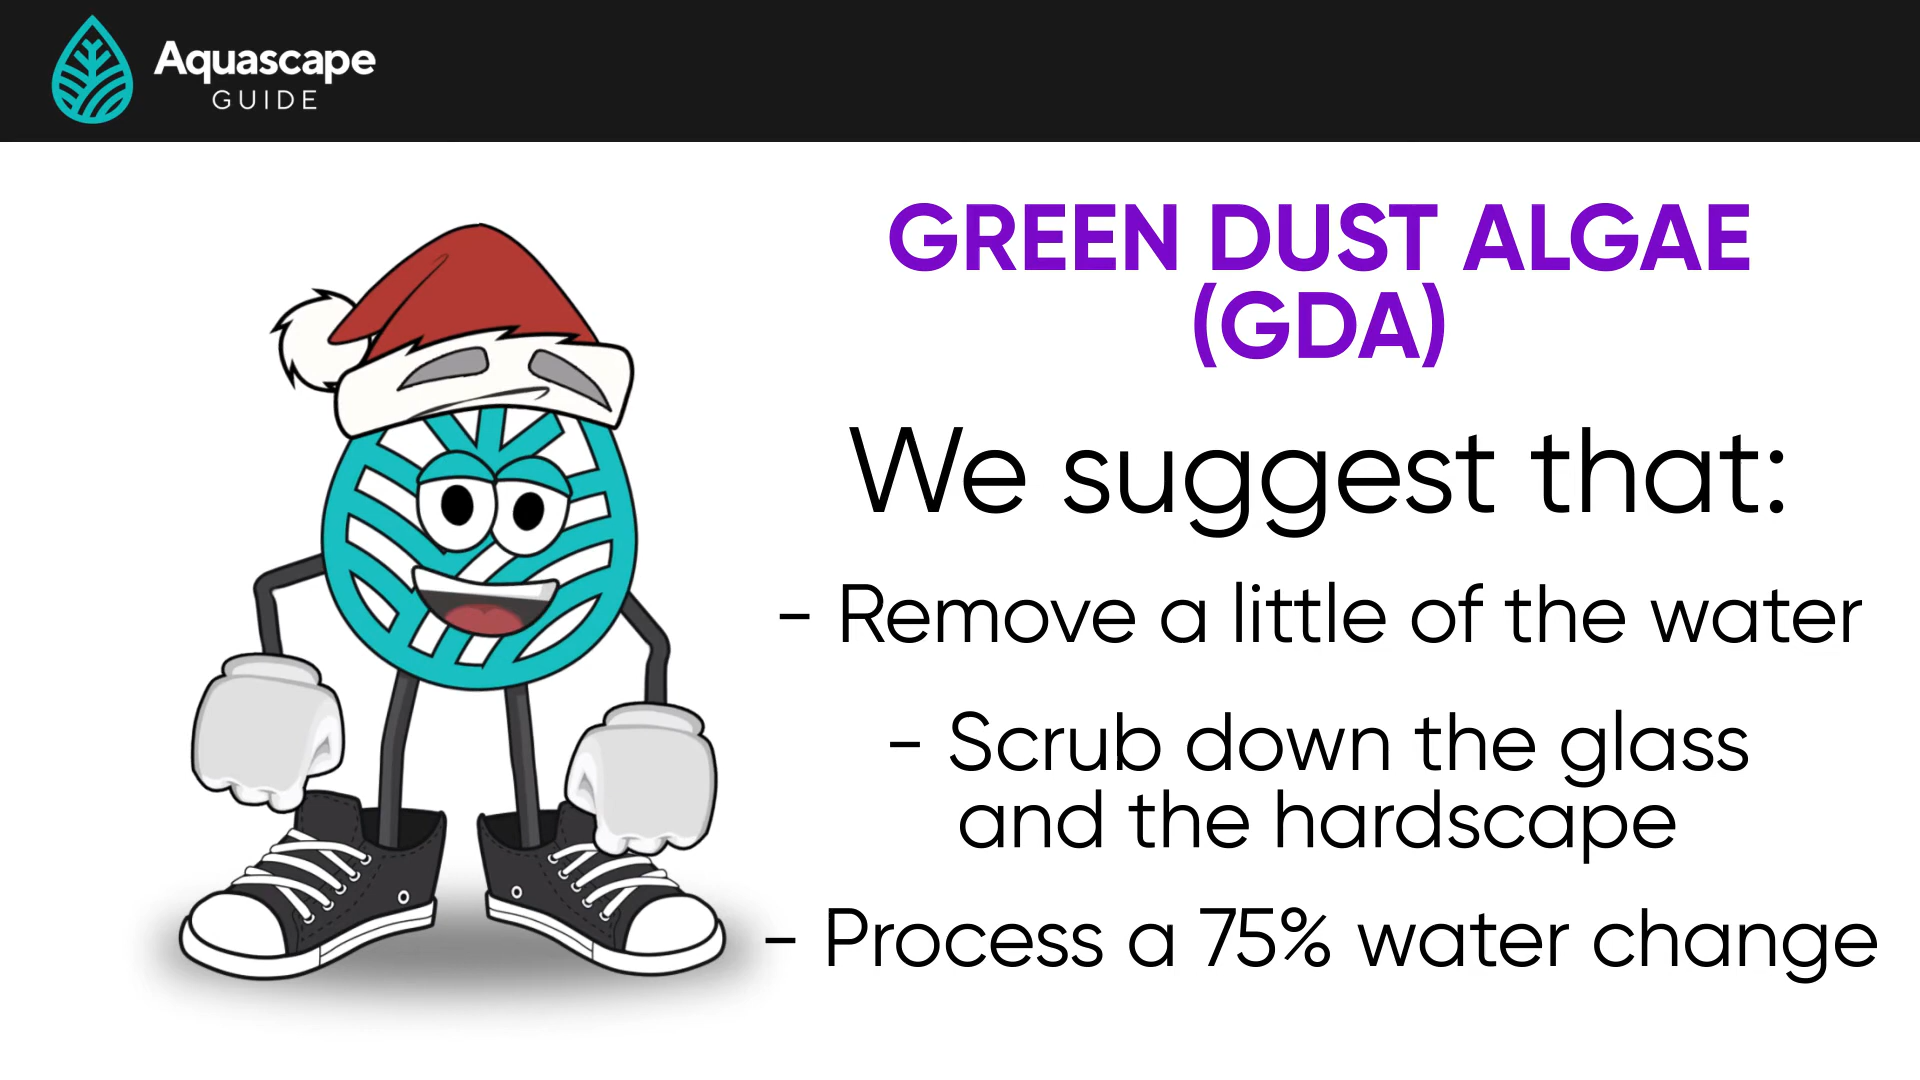 Aquascape
GUIDE
GREEN DUST ALGAE
(GDA)
We suggest that:
- Remove a little of the water
- Scrub down the glass
and the hardscape
- Process a 75% water change